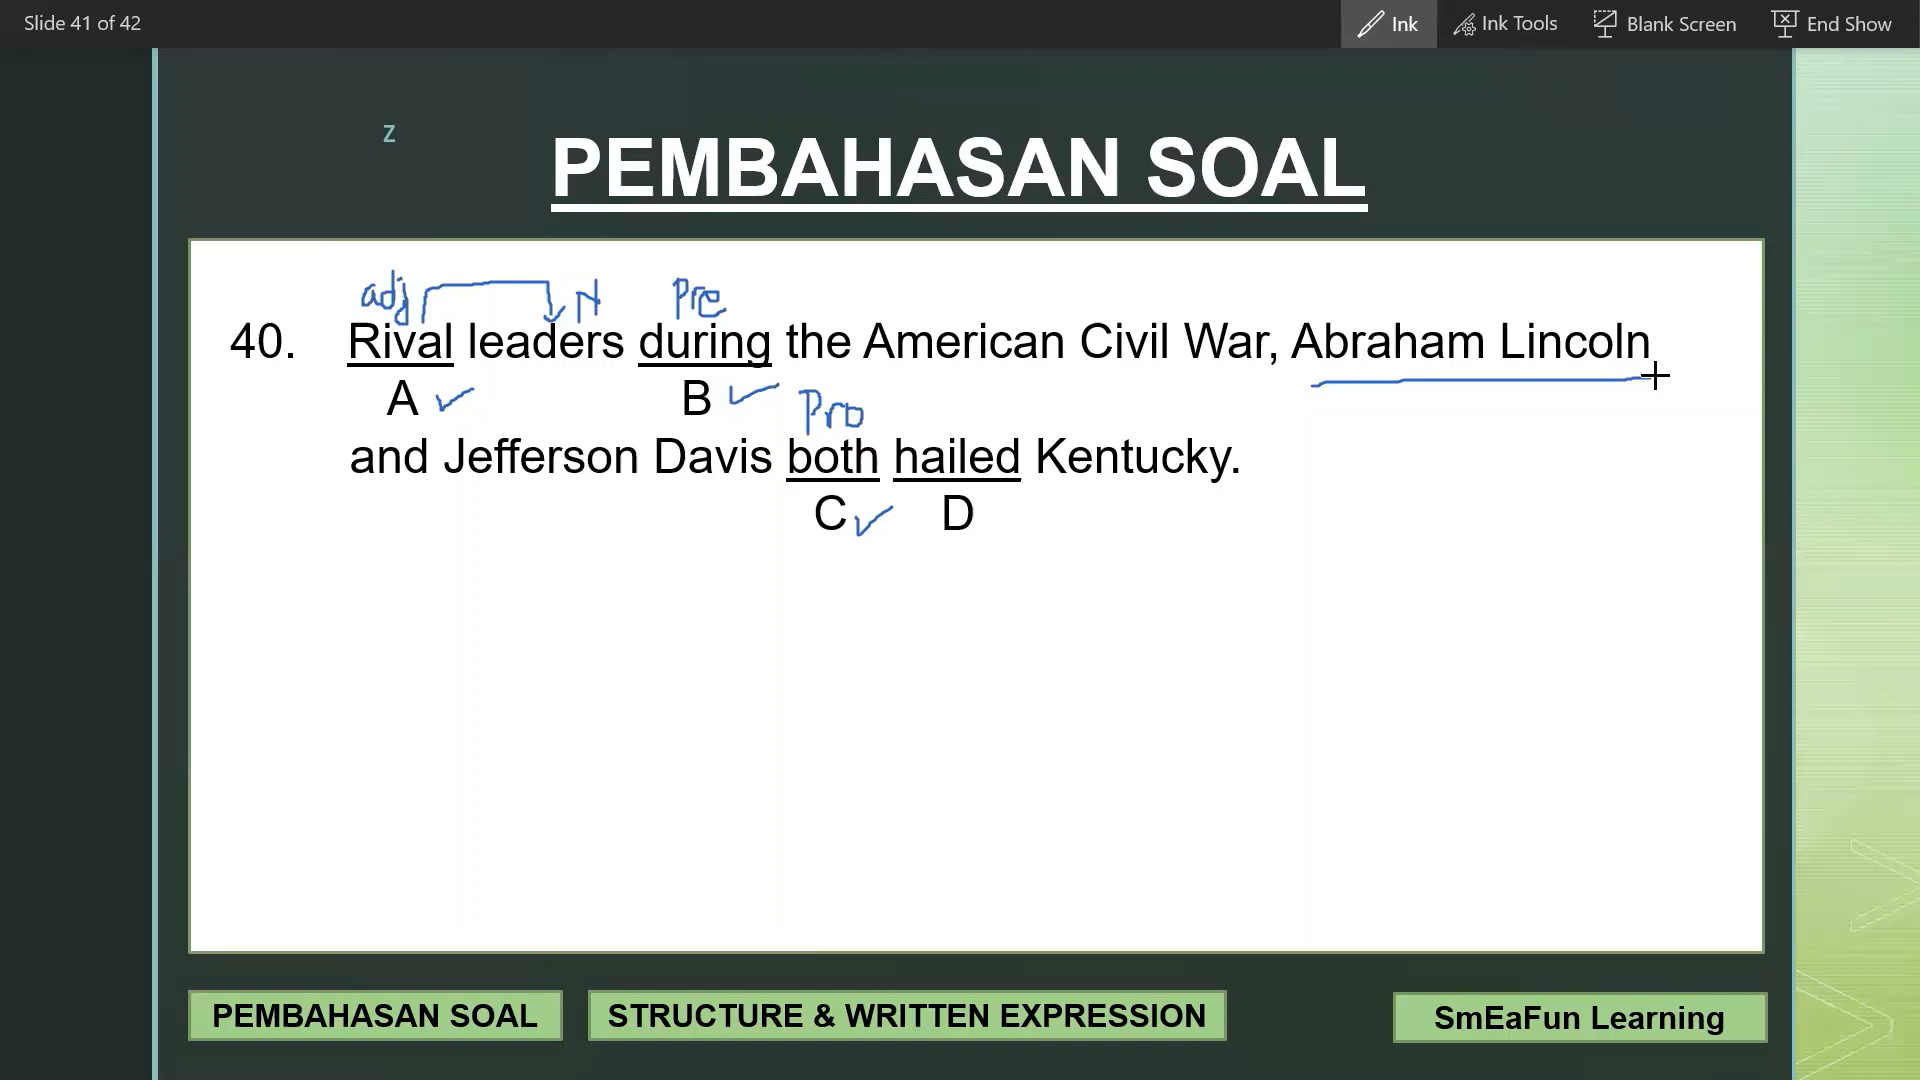 Slide 41 of 42
Ink
Ink Tools
Blank Screen
End Show
z
PEMBAHASAN SOAL
adj N Pre
40. Rival leaders during the American Civil War, Abraham Lincoln
A B
Pro
and Jefferson Davis both hailed Kentucky.
C D
PEMBAHASAN SOAL
STRUCTURE & WRITTEN EXPRESSION
SmEaFun Learning